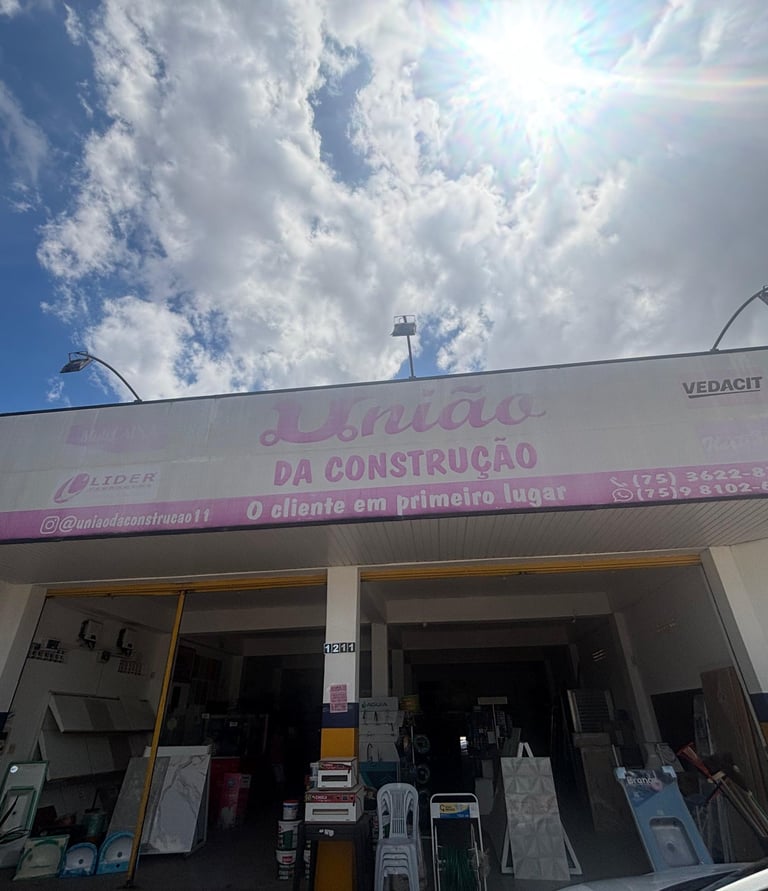 União
VEDACIT
DA CONSTRUÇÃO
LIDER
@uniaodaconstrucao11
O cliente em primeiro lugar
(75) 3622-8
(75)9 8102-6
1211